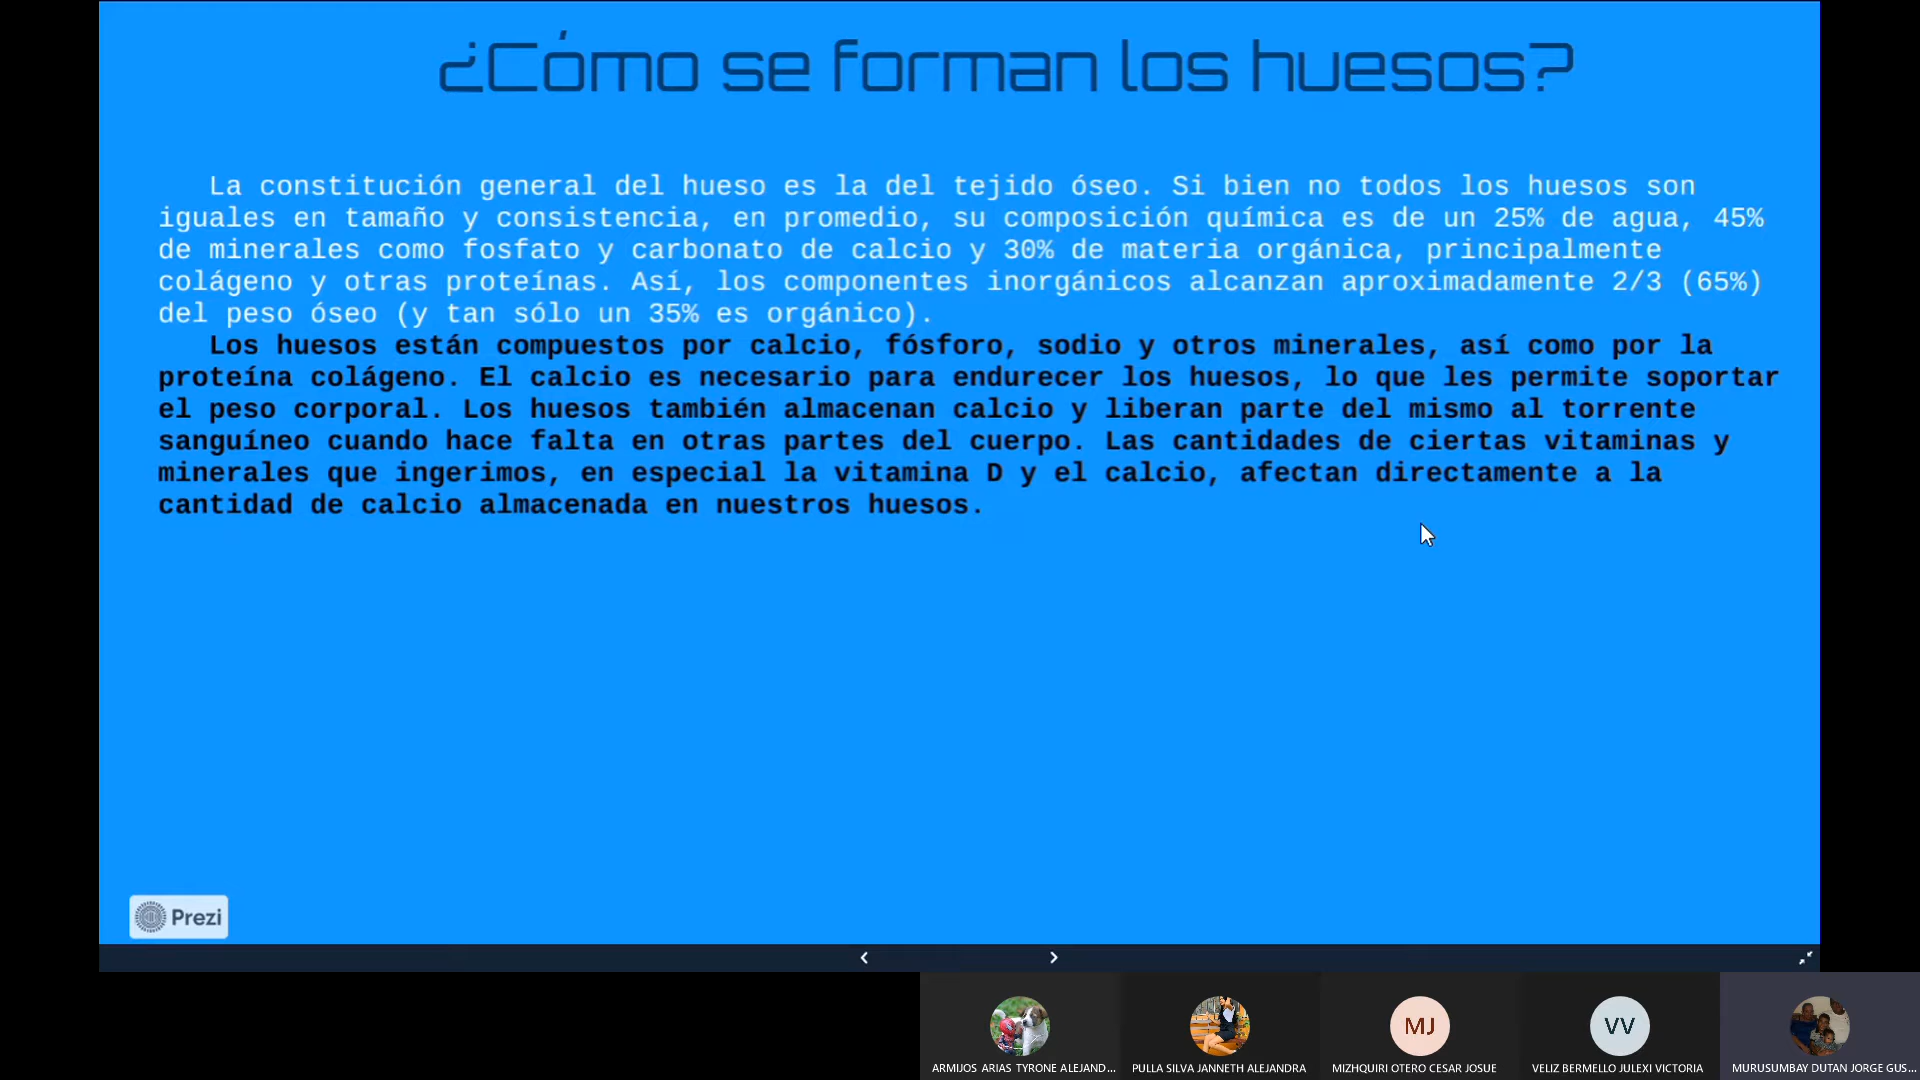 ¿Cómo se forman los huesos?
La constitución general del hueso es la del tejido óseo. Si bien no todos los huesos son
iguales en tamaño y consistencia, en promedio, su composición química es de un 25% de agua, 45%
de minerales como fosfato y carbonato de calcio y 30% de materia orgánica, principalmente
colágeno y otras proteínas. Así, los componentes inorgánicos alcanzan aproximadamente 2/3 (65%)
del peso óseo (y tan sólo un 35% es orgánico).
Los huesos están compuestos por calcio, fósforo, sodio y otros minerales, así como por la
proteína colágeno. El calcio es necesario para endurecer los huesos, lo que les permite soportar
el peso corporal. Los huesos también almacenan calcio y liberan parte del mismo al torrente
sanguíneo cuando hace falta en otras partes del cuerpo. Las cantidades de ciertas vitaminas y
minerales que ingerimos, en especial la vitamina D y el calcio, afectan directamente a la
cantidad de calcio almacenada en nuestros huesos.
Prezi
MJ
VV
ARMIJOS ARIAS TYRONE ALEJAND...
PULLA SILVA JANNETH ALEJANDRA
MIZHQUIRI OTERO CESAR JOSUE
VELIZ BERMELLO JULEXI VICTORIA
MURUSUMBAY DUTAN JORGE GUS...